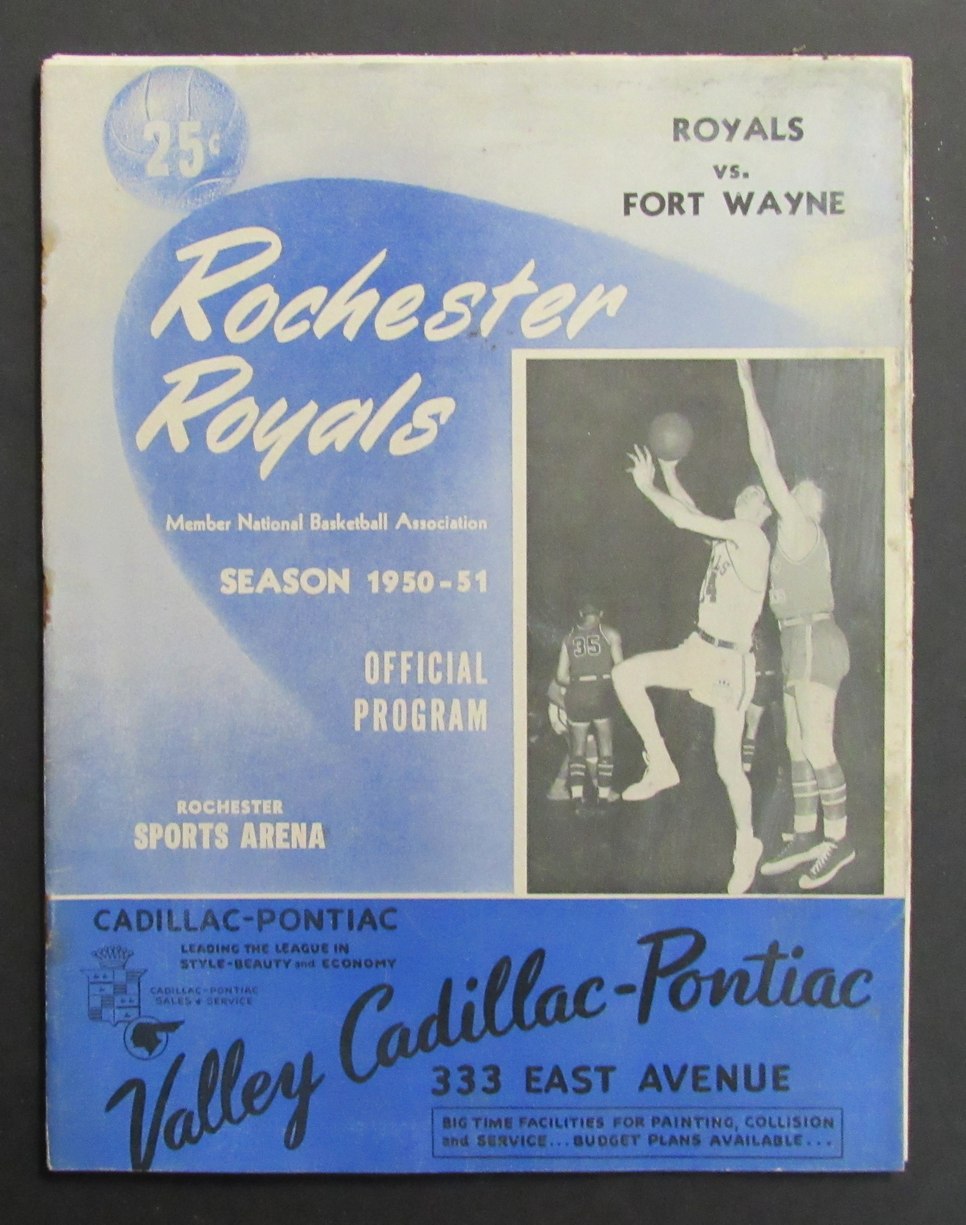 25¢
ROYALS
vs.
FORT WAYNE
Rochester
Royals
Member National Basketball Association
SEASON 1950-51
OFFICIAL
PROGRAM
ROCHESTER
SPORTS ARENA
35
CADILLAC-PONTIAC
LEADING THE LEAGUE IN
STYLE-BEAUTY and ECONOMY
CADILLAC-PONTIAC
SALES & SERVICE
Valley Cadillac-Pontiac
333 EAST AVENUE
BIG TIME FACILITIES FOR PAINTING, COLLISION
and SERVICE... BUDGET PLANS AVAILABLE...